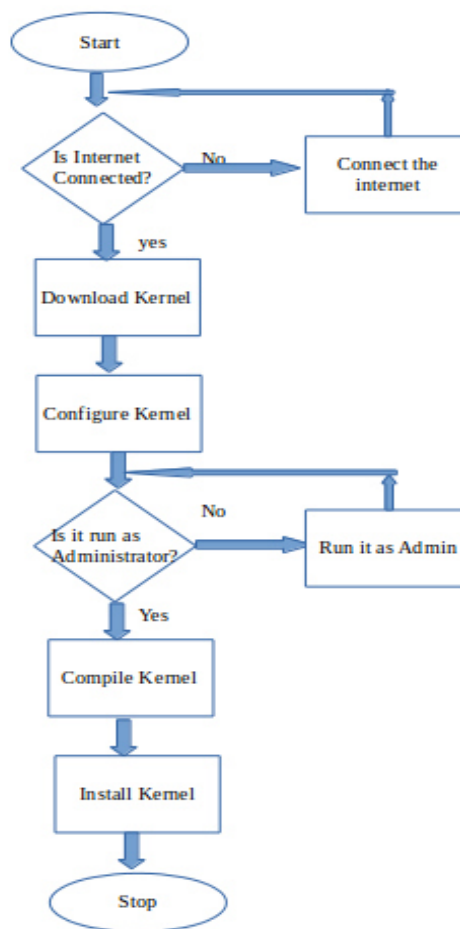 Start
Is Internet
Connected?
No
Connect the
internet
yes
Download Kernel
Configure Kernel
Is it run as
Administrator?
No
Run it as Admin
Yes
Compile Kernel
Install Kernel
Stop